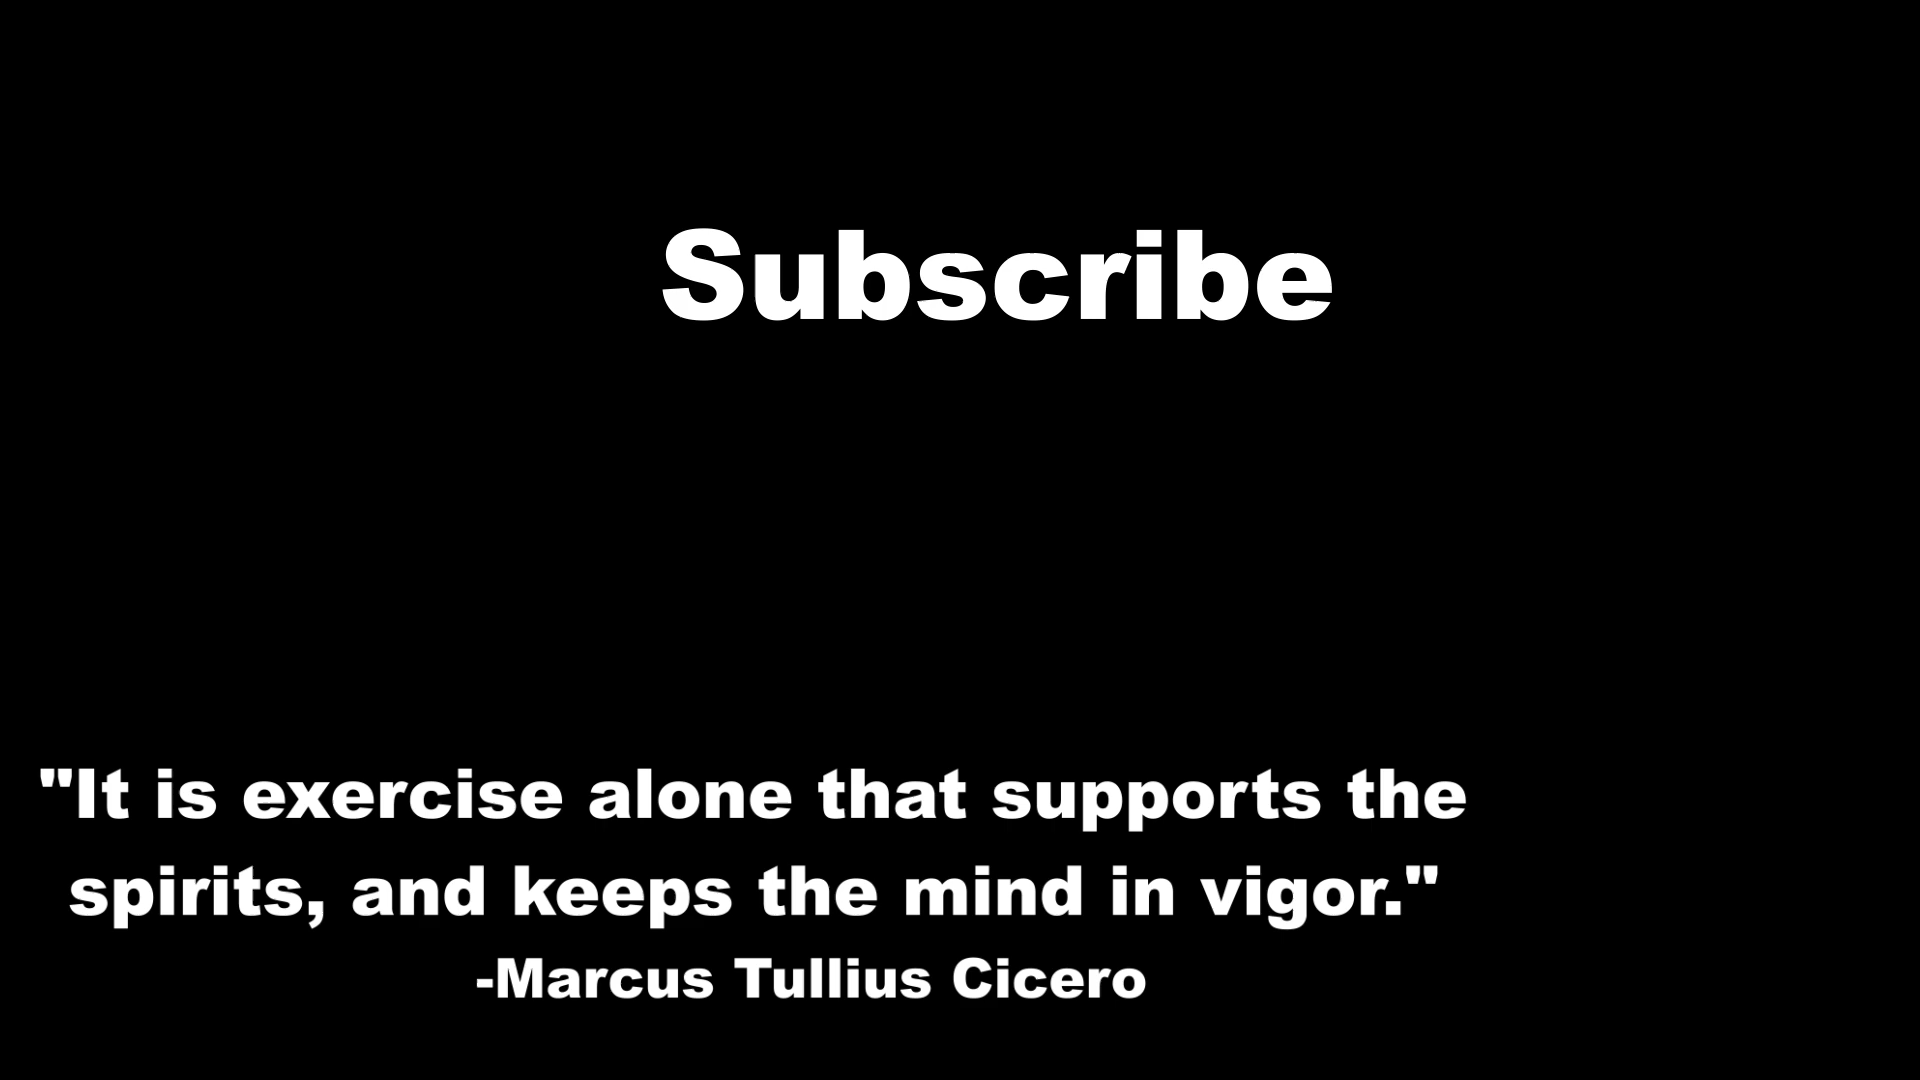 Subscribe
"It is exercise alone that supports the
spirits, and keeps the mind in vigor."
-Marcus Tullius Cicero